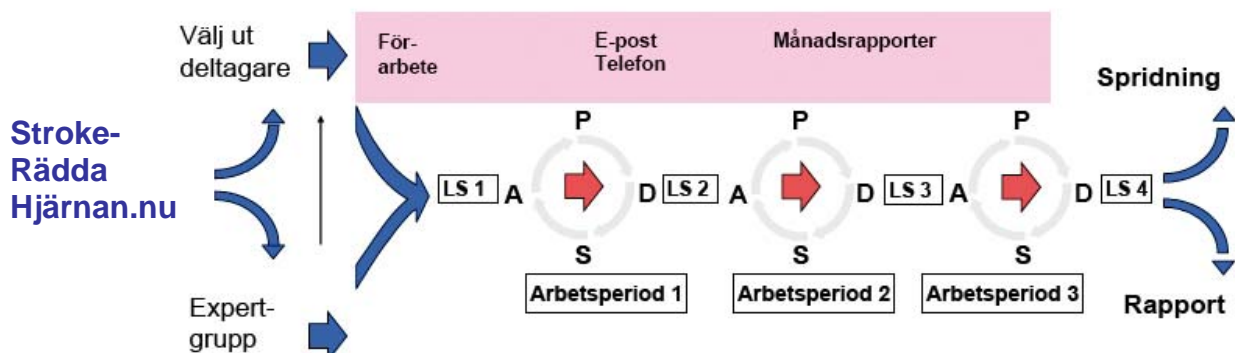 Välj ut
deltagare
För-
arbete
E-post
Telefon
Månadsrapporter
Spridning
Stroke-
Rädda
Hjärnan.nu
P
P
P
LS 1
A
D
LS 2
A
D
LS 3
A
D
LS 4
S
S
S
Arbetsperiod 1
Arbetsperiod 2
Arbetsperiod 3
Rapport
Expert-
grupp